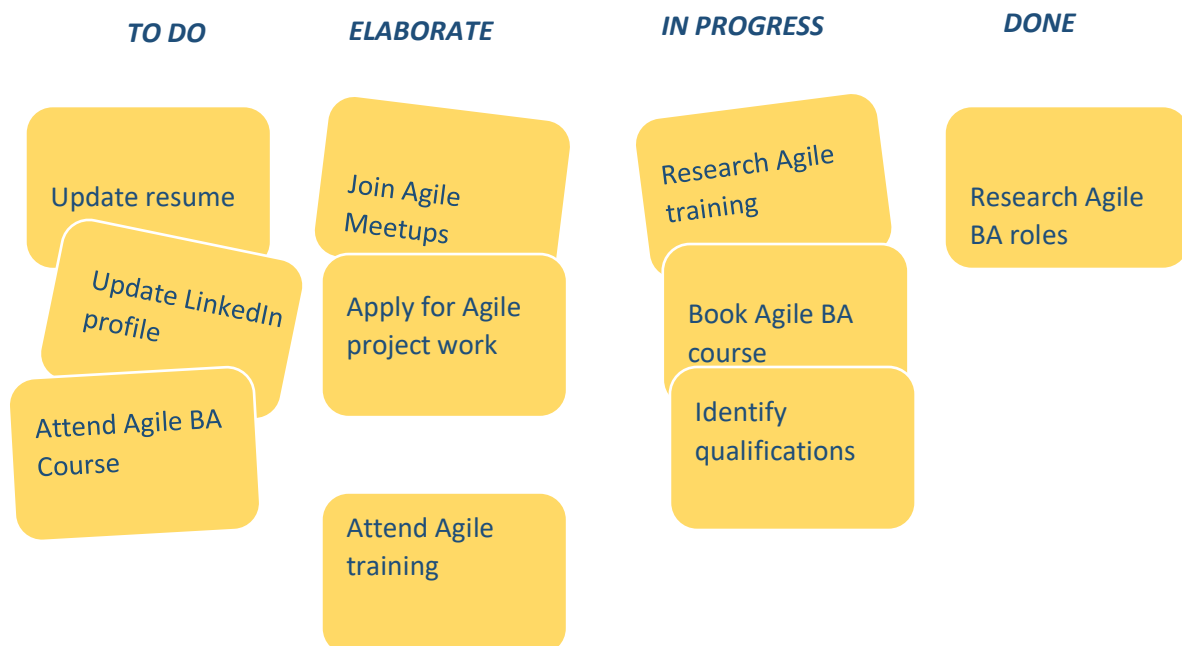 TO DO
ELABORATE
IN PROGRESS
DONE
Update resume
Update LinkedIn
profile
Attend Agile BA
Course
Join Agile
Meetups
Apply for Agile
project work
Attend Agile
training
Research Agile
training
Book Agile BA
course
Identify
qualifications
Research Agile
BA roles